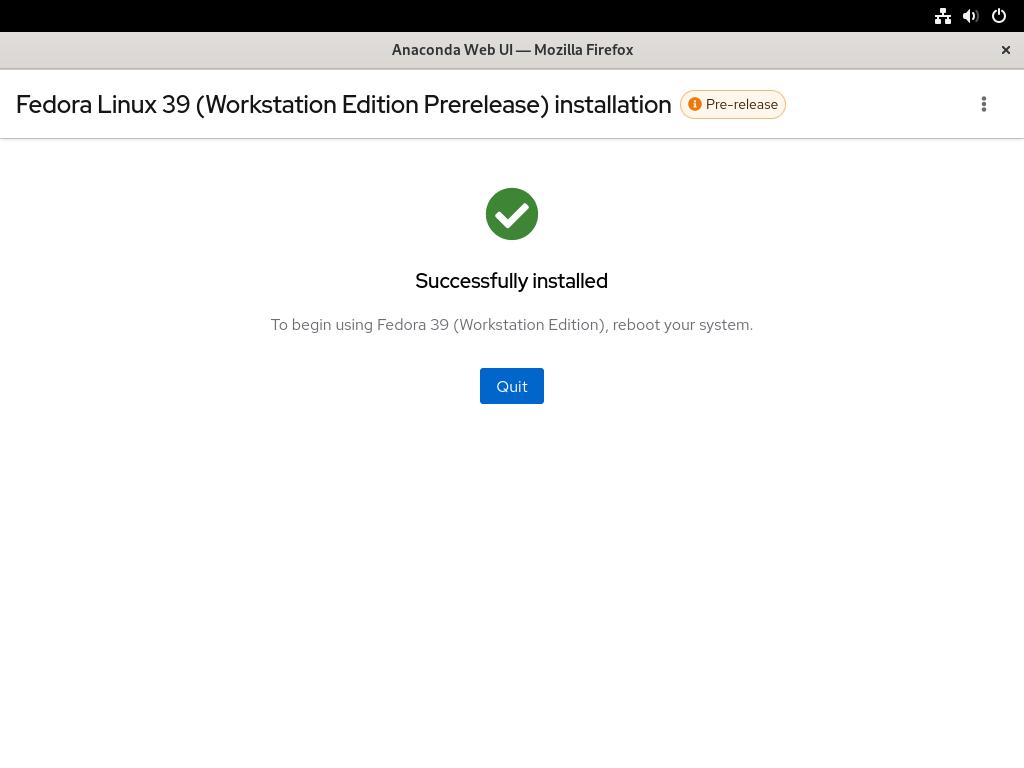 Anaconda Web UI — Mozilla Firefox
Fedora Linux 39 (Workstation Edition Prerelease) installation Pre-release
Successfully installed
To begin using Fedora 39 (Workstation Edition), reboot your system.
Quit